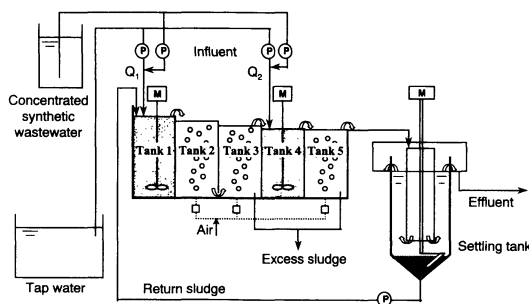 P P P P
Influent
Q1 Q2
M M M
Concentrated
synthetic
wastewater
Tank 1 Tank 2 Tank 3 Tank 4 Tank 5
Effluent
Air
Excess sludge
Settling tank
Tap water
Return sludge
P